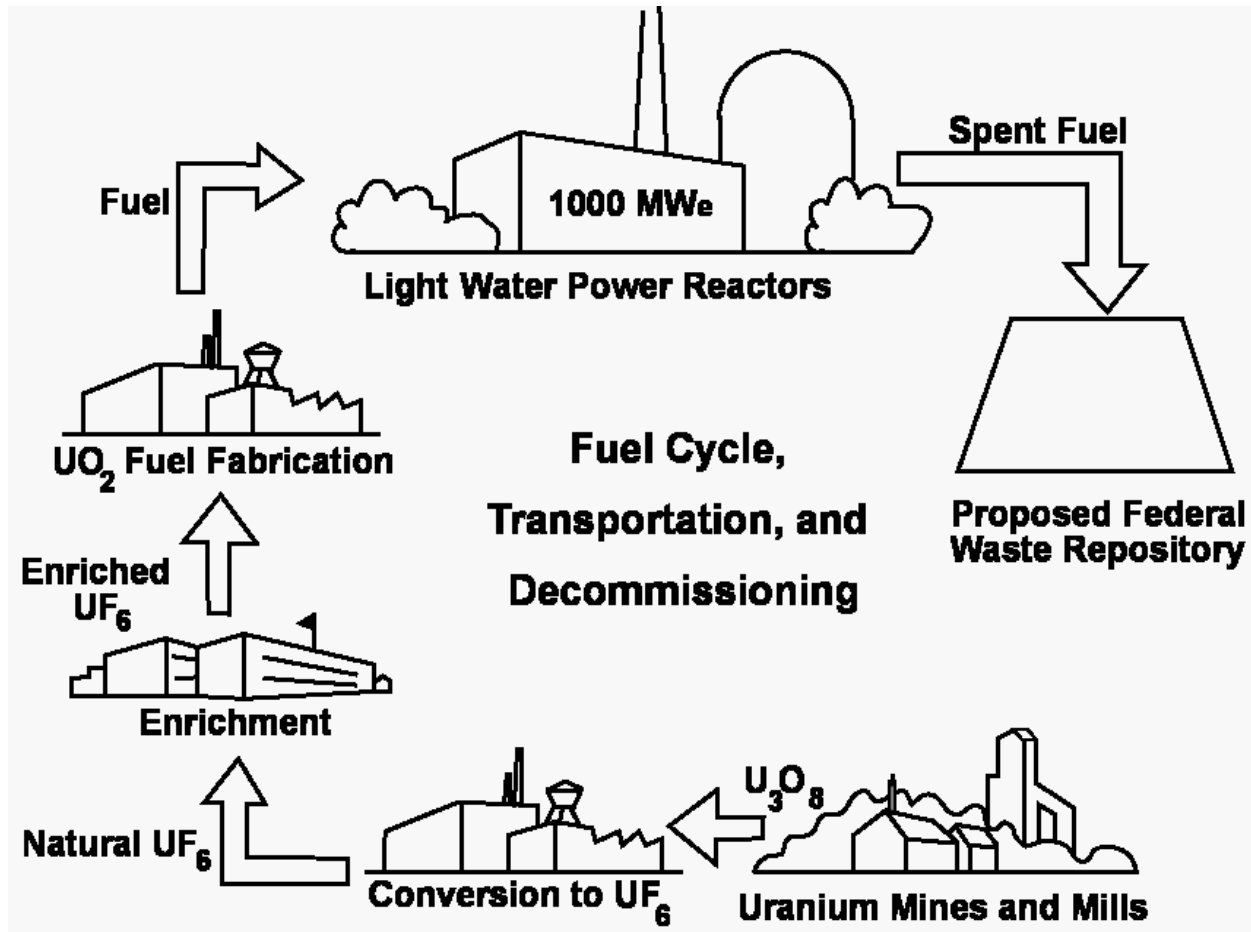 Spent Fuel
Fuel
1000 MWe
Light Water Power Reactors
UO₂ Fuel Fabrication
Fuel Cycle,
Transportation, and
Decommissioning
Proposed Federal
Waste Repository
Enriched
UF₆
Enrichment
U₃O₈
Natural UF₆
Conversion to UF₆
Uranium Mines and Mills